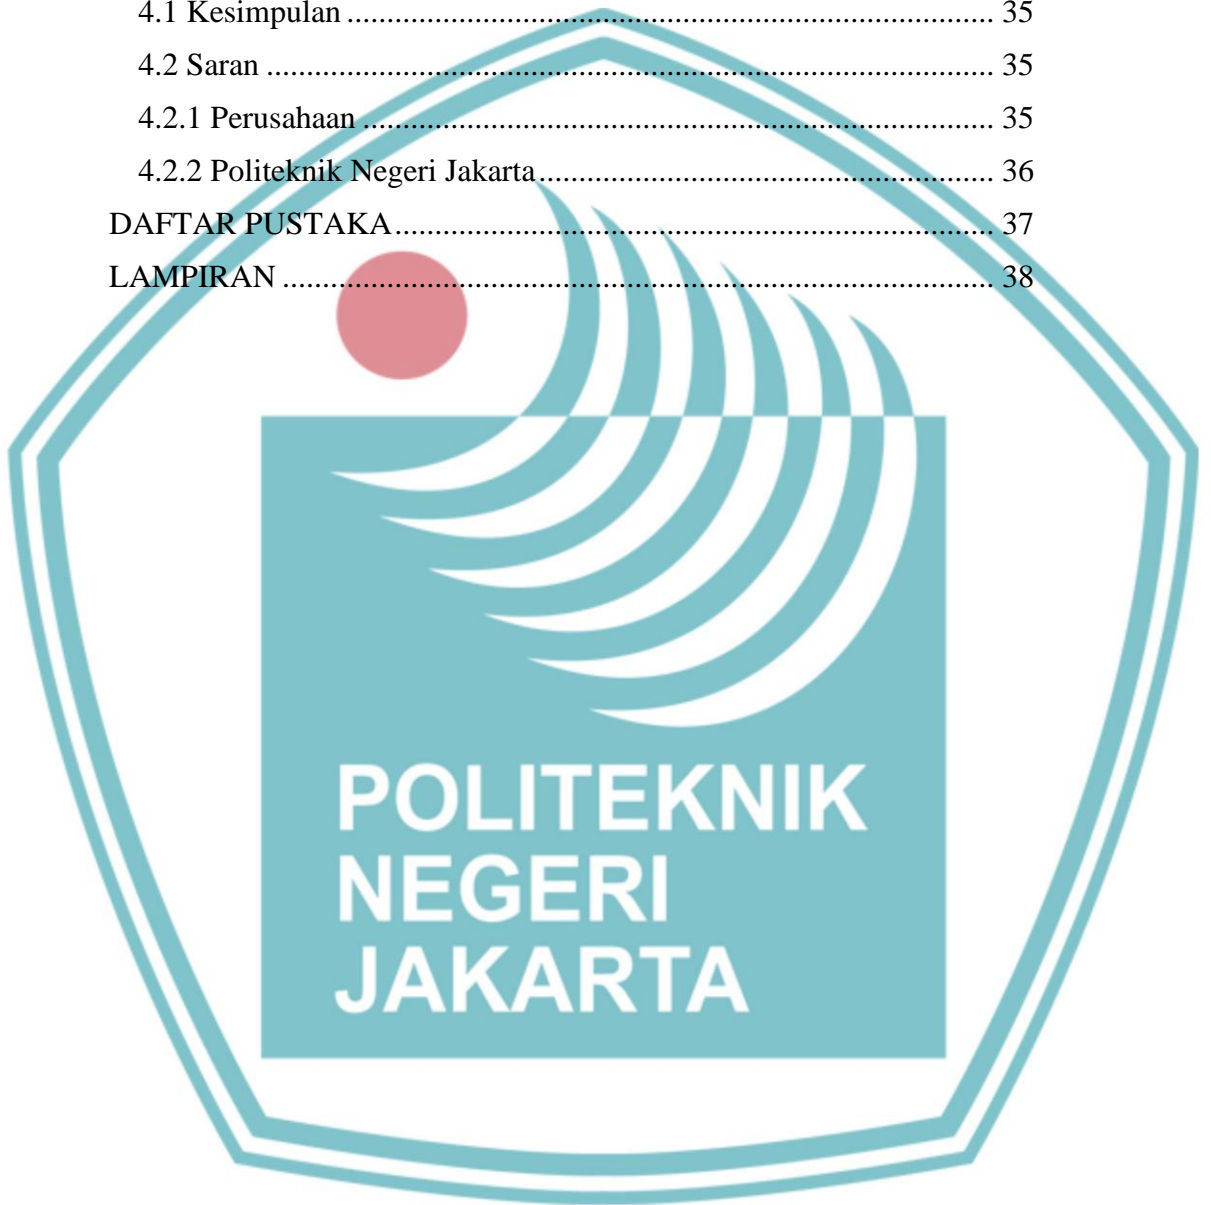 4.1 Kesimpulan ..................................................................................... 35
4.2 Saran ............................................................................................... 35
4.2.1 Perusahaan ................................................................................... 35
4.2.2 Politeknik Negeri Jakarta ............................................................ 36
DAFTAR PUSTAKA ............................................................................. 37
LAMPIRAN ............................................................................................ 38
POLITEKNIK
NEGERI
JAKARTA